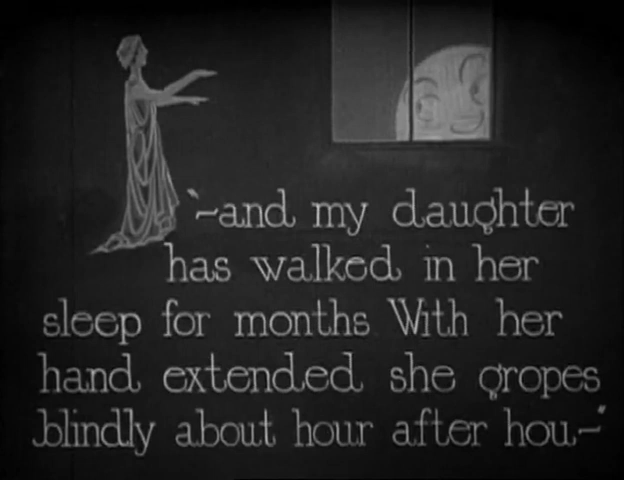 "—and my daughter
has walked in her
sleep for months With her
hand extended she gropes
blindly about hour after hou—"